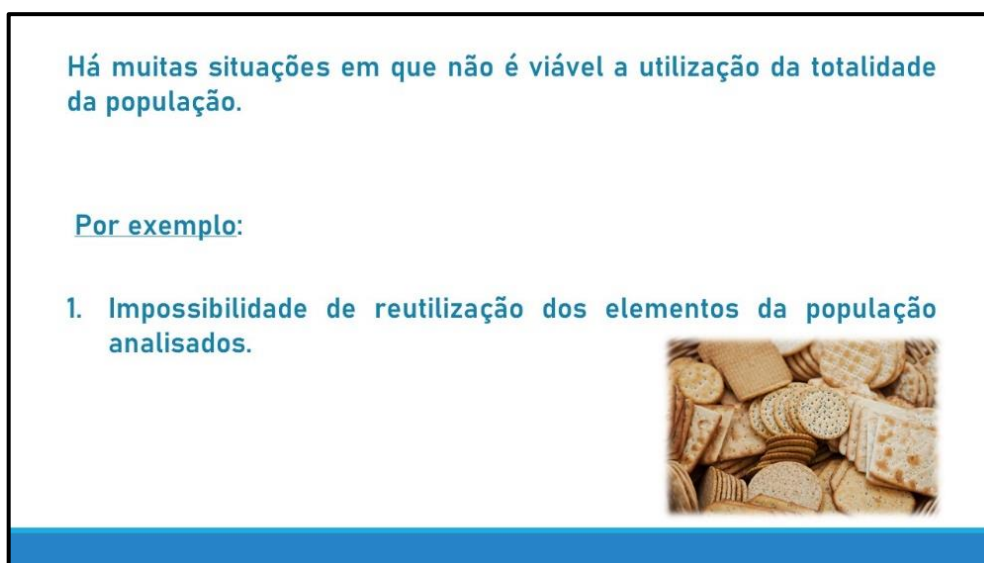 Há muitas situações em que não é viável a utilização da totalidade
da população.
Por exemplo:
1. Impossibilidade de reutilização dos elementos da população
analisados.